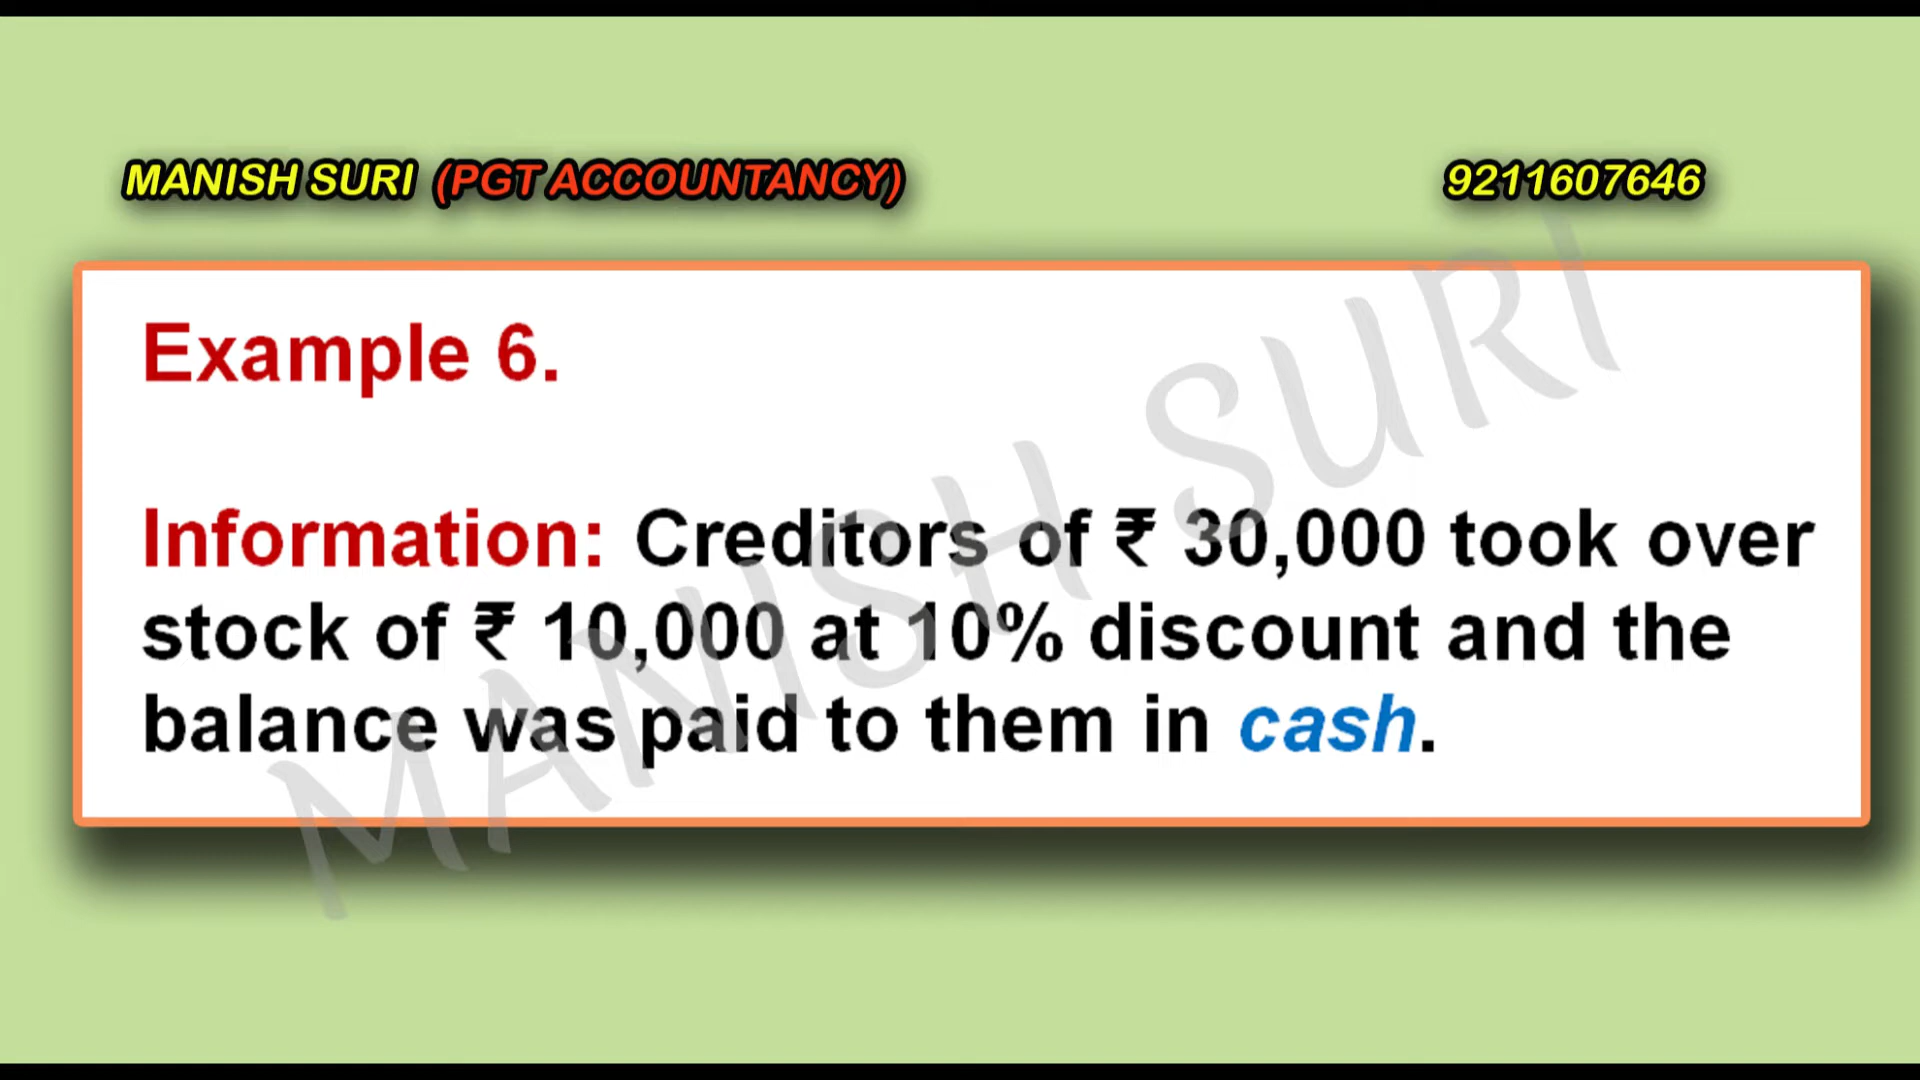 MANISH SURI (PGT ACCOUNTANCY) 9211607646
Example 6.
Information: Creditors of ₹ 30,000 took over
stock of ₹ 10,000 at 10% discount and the
balance was paid to them in cash.
MANISH SURI